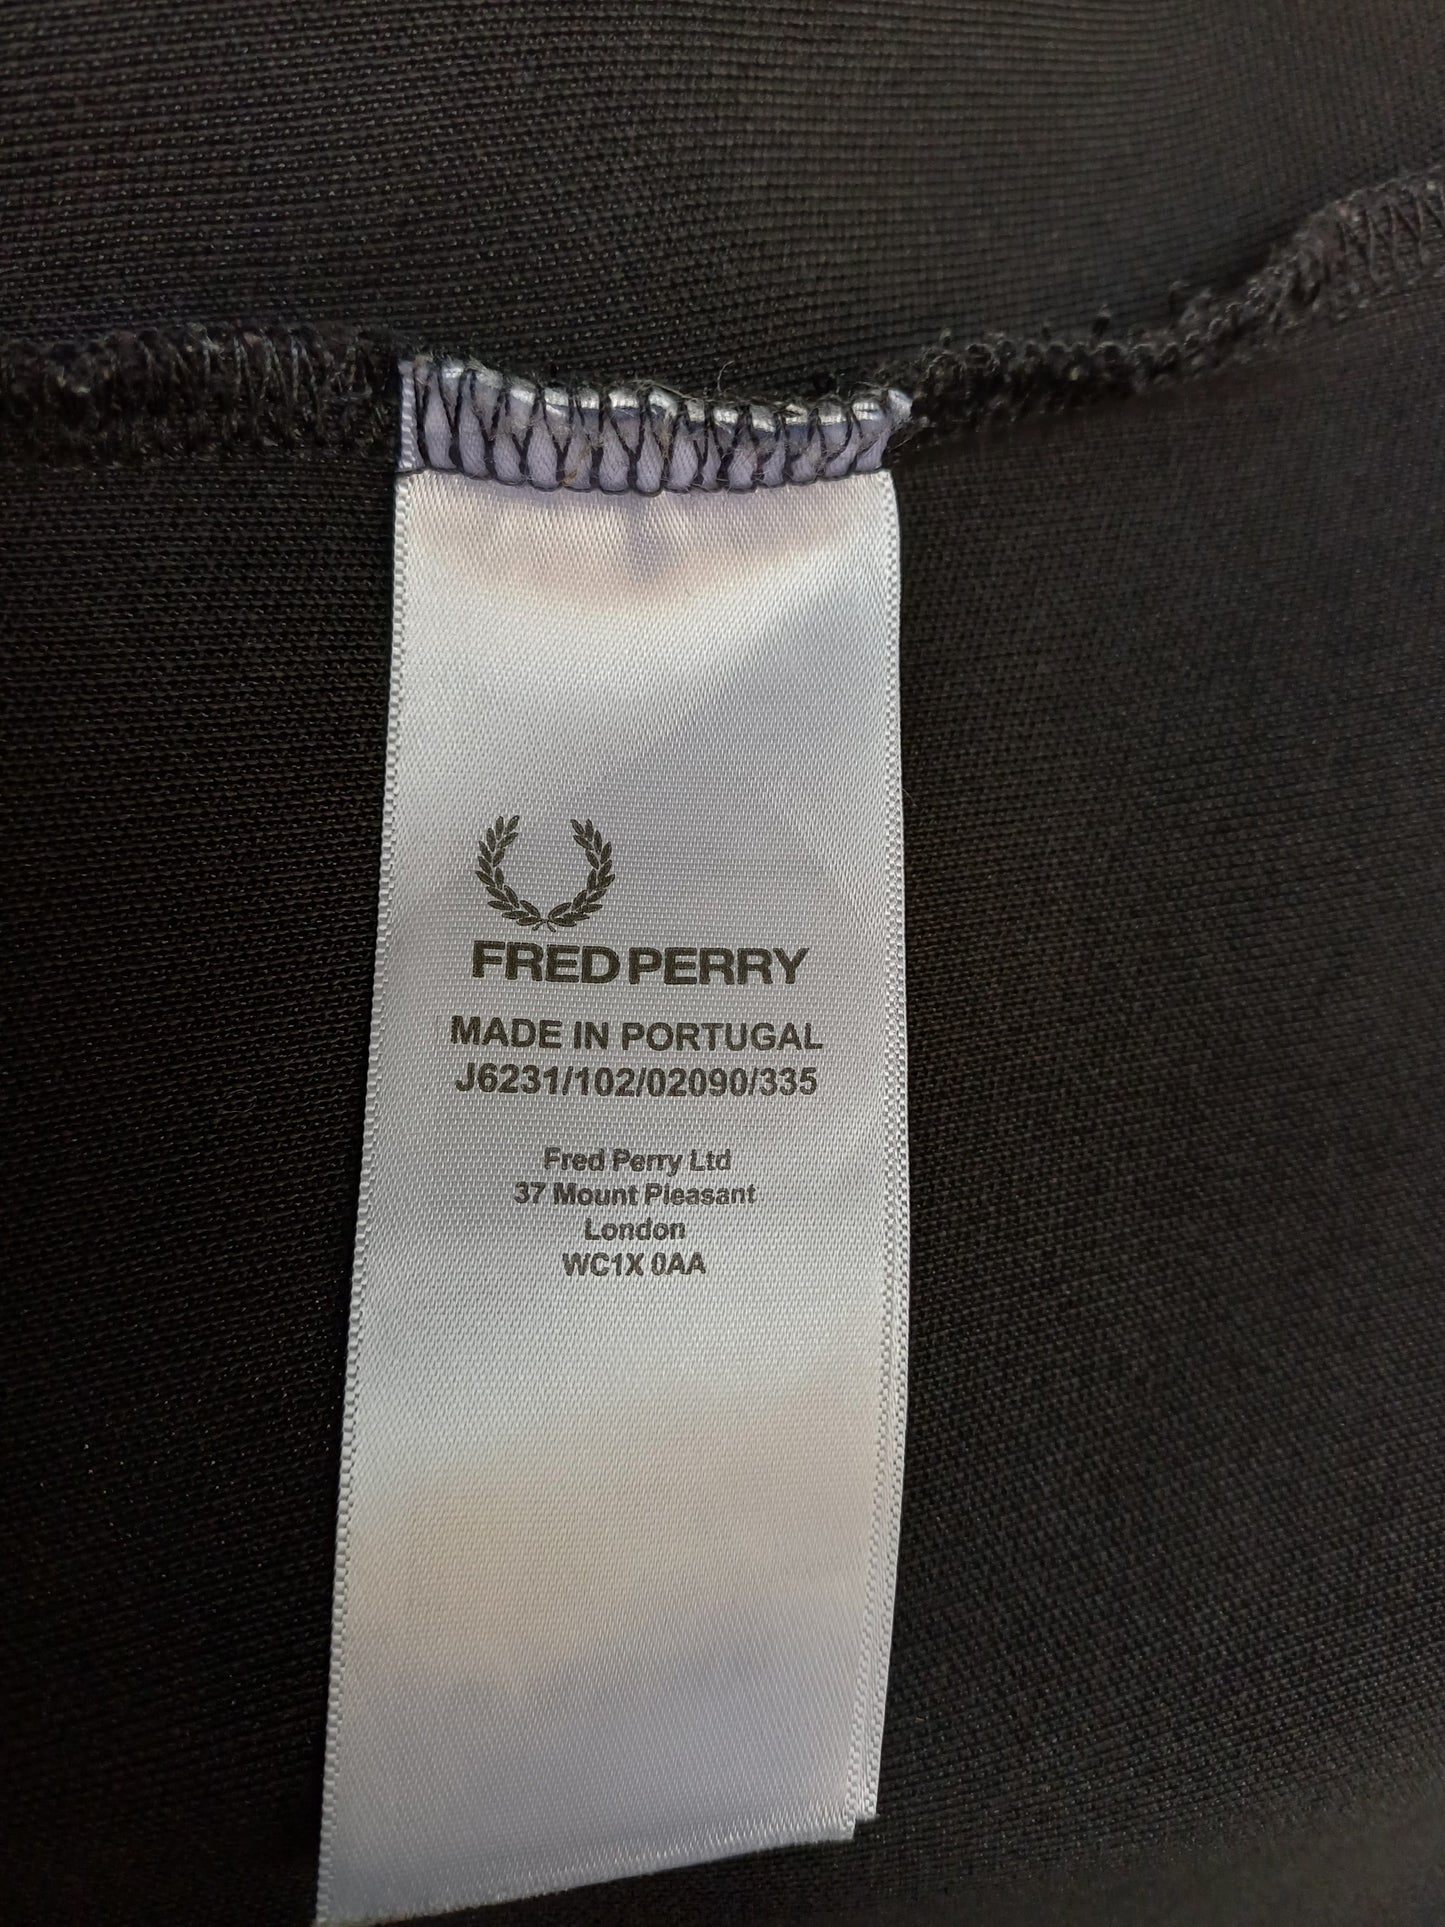 FRED PERRY
MADE IN PORTUGAL
J6231/102/02090/335
Fred Perry Ltd
37 Mount Pleasant
London
WC1X 0AA